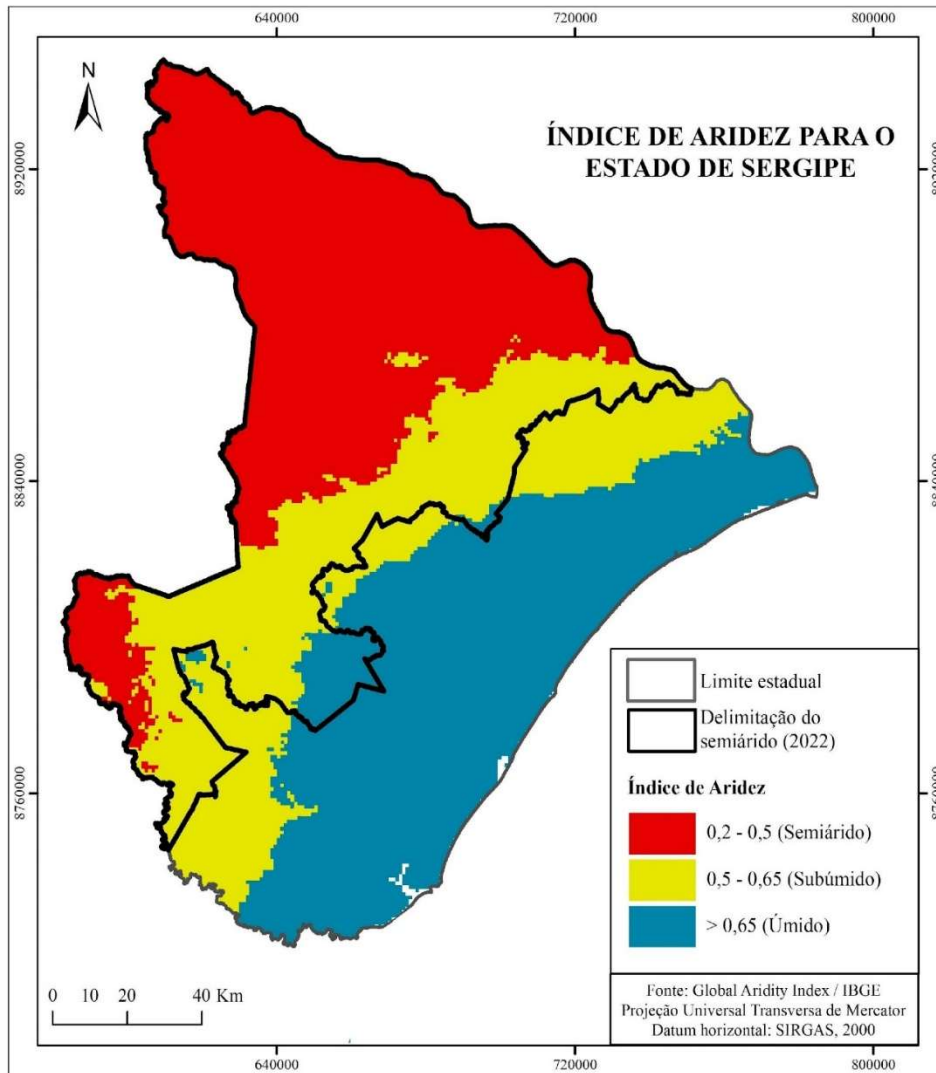 640000
720000
800000
N
ÍNDICE DE ARIDEZ PARA O
ESTADO DE SERGIPE
8920000
8920000
8840000
8840000
8760000
8760000
Limite estadual
Delimitação do
semiárido (2022)
Índice de Aridez
0,2 - 0,5 (Semiárido)
0,5 - 0,65 (Subúmido)
> 0,65 (Úmido)
0 10 20 40 Km
Fonte: Global Aridity Index / IBGE
Projeção Universal Transversa de Mercator
Datum horizontal: SIRGAS, 2000
640000
720000
800000